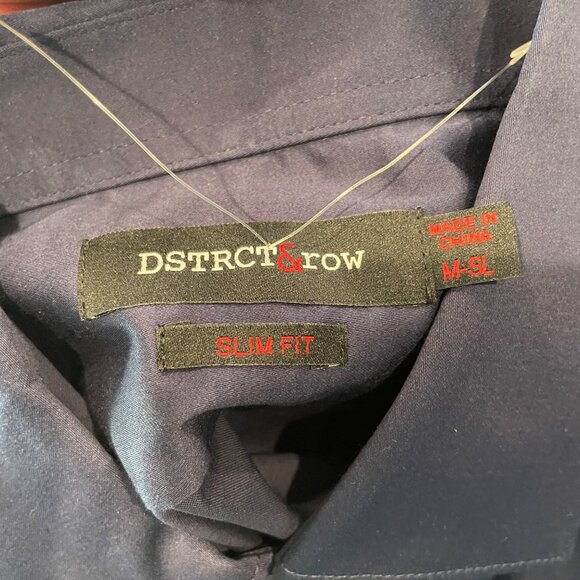 DSTRCT&row
MADE IN
CHINA
M-SL
SLIM FIT